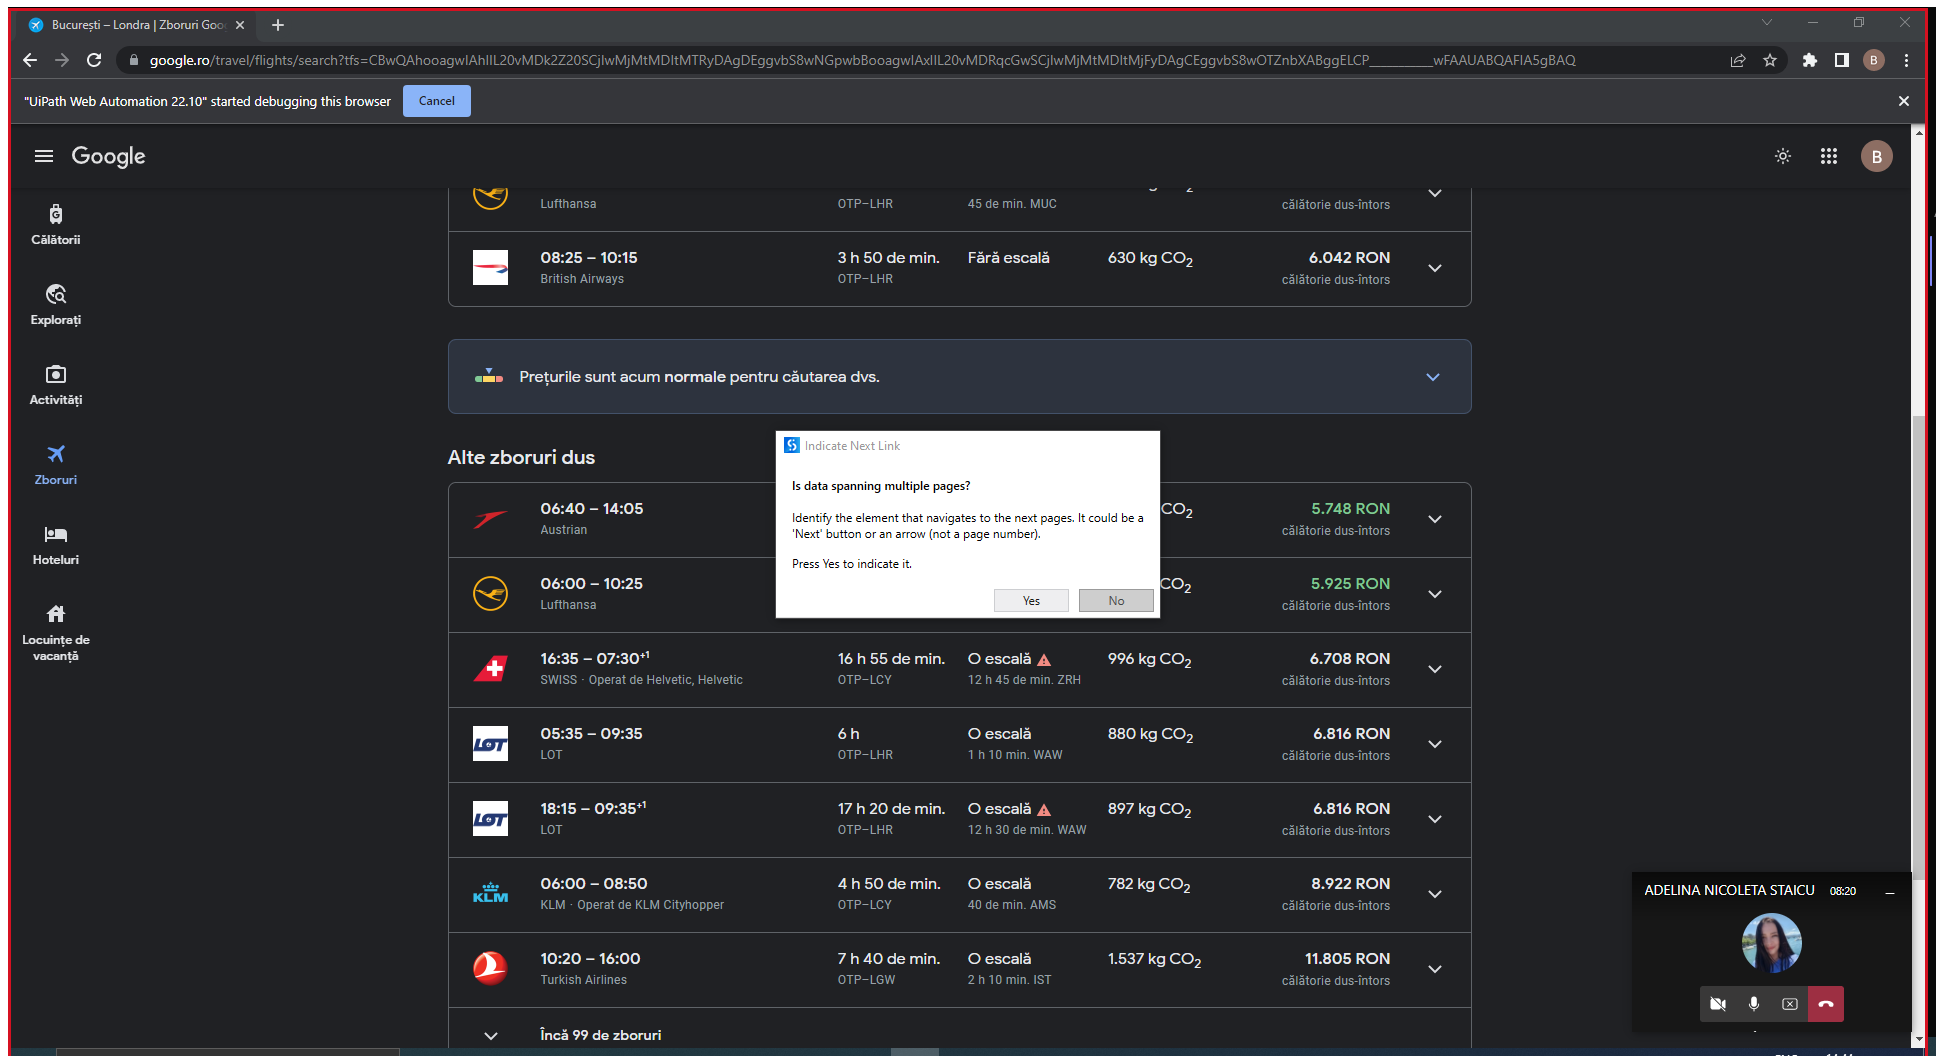 București – Londra | Zboruri Goo
google.ro/travel/flights/search?tfs=CBwQAhooagwIAhIIL20vMDk2Z20SCjIwMjMtMDItMTRyDAgDEggvbS8wNGpwbBooagwIAxIIL20vMDRqcGwSCjIwMjMtMDItMjFyDAgCEggvbS8wOTZnbXABggELCP___________wFAAUABQAFIA5gBAQ
B
"UiPath Web Automation 22.10" started debugging this browser
Cancel
Google
B
Călătorii
Explorați
Activități
Zboruri
Hoteluri
Locuințe de
vacanță
Lufthansa
OTP–LHR
45 de min. MUC
călătorie dus-întors
08:25 – 10:15
3 h 50 de min.
Fără escală
630 kg CO2
6.042 RON
British Airways
OTP–LHR
călătorie dus-întors
Prețurile sunt acum normale pentru căutarea dvs.
Alte zboruri dus
Indicate Next Link
Is data spanning multiple pages?
Identify the element that navigates to the next pages. It could be a
'Next' button or an arrow (not a page number).
Press Yes to indicate it.
Yes
No
06:40 – 14:05
CO2
5.748 RON
Austrian
călătorie dus-întors
06:00 – 10:25
CO2
5.925 RON
Lufthansa
călătorie dus-întors
16:35 – 07:30+1
16 h 55 de min.
O escală
996 kg CO2
6.708 RON
SWISS · Operat de Helvetic, Helvetic
OTP–LCY
12 h 45 de min. ZRH
călătorie dus-întors
LOT
05:35 – 09:35
6 h
O escală
880 kg CO2
6.816 RON
LOT
OTP–LHR
1 h 10 min. WAW
călătorie dus-întors
LOT
18:15 – 09:35+1
17 h 20 de min.
O escală
897 kg CO2
6.816 RON
LOT
OTP–LHR
12 h 30 de min. WAW
călătorie dus-întors
KLM
06:00 – 08:50
4 h 50 de min.
O escală
782 kg CO2
8.922 RON
KLM · Operat de KLM Cityhopper
OTP–LCY
40 de min. AMS
călătorie dus-întors
10:20 – 16:00
7 h 40 de min.
O escală
1.537 kg CO2
11.805 RON
Turkish Airlines
OTP–LGW
2 h 10 min. IST
călătorie dus-întors
Încă 99 de zboruri
ADELINA NICOLETA STAICU 08:20